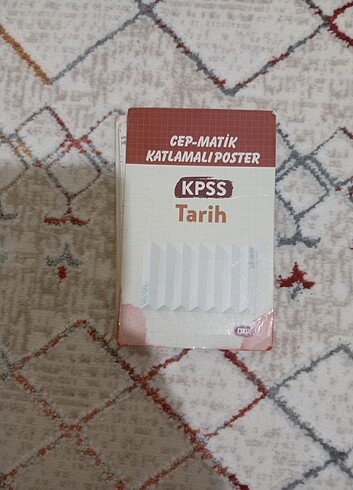 CEP-MATİK
KATLAMALI POSTER
KPSS
Tarih